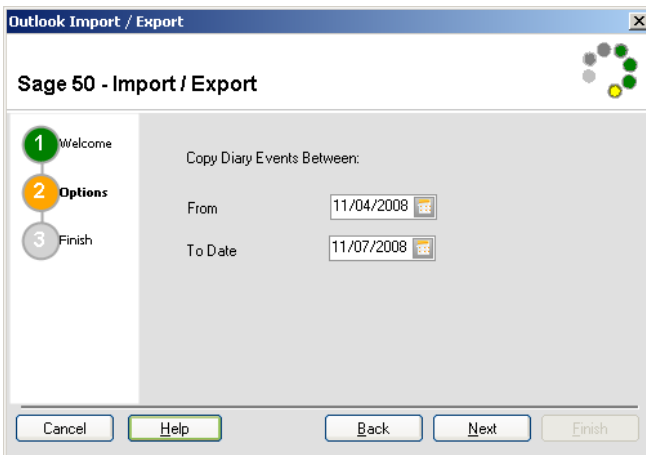 Outlook Import / Export
Sage 50 - Import / Export
1 Welcome
2 Options
3 Finish
Copy Diary Events Between:
From 11/04/2008
To Date 11/07/2008
Cancel Help Back Next Finish